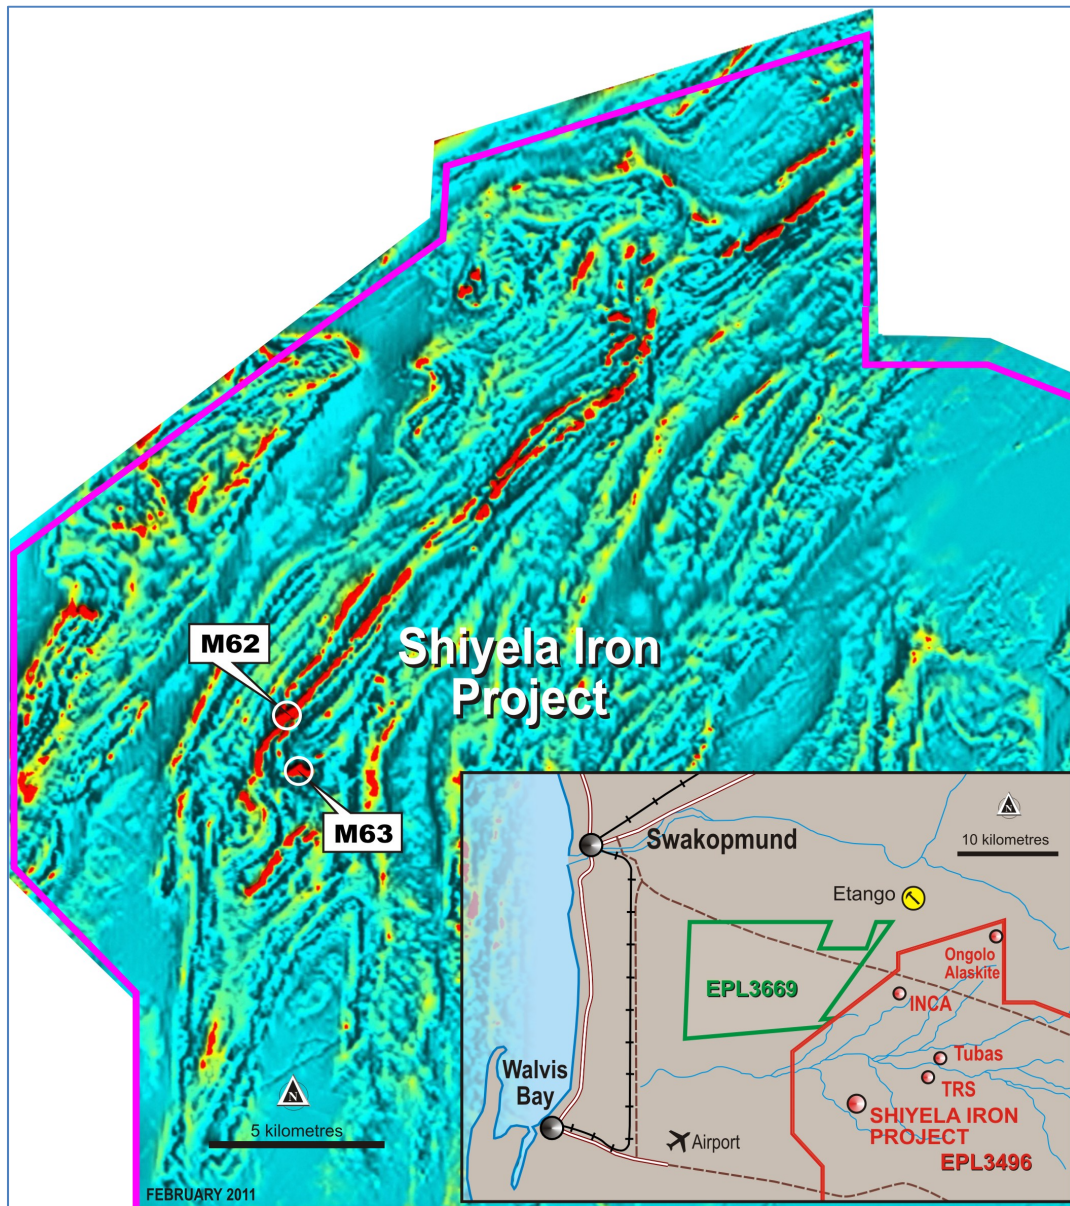 M62
Shiyela Iron
Project
M63
N
5 kilometres
FEBRUARY 2011
Swakopmund
N
10 kilometres
Etango
Ongolo
Alaskite
EPL3669
INCA
Tubas
TRS
Walvis
Bay
SHIYELA IRON
PROJECT
Airport
EPL3496